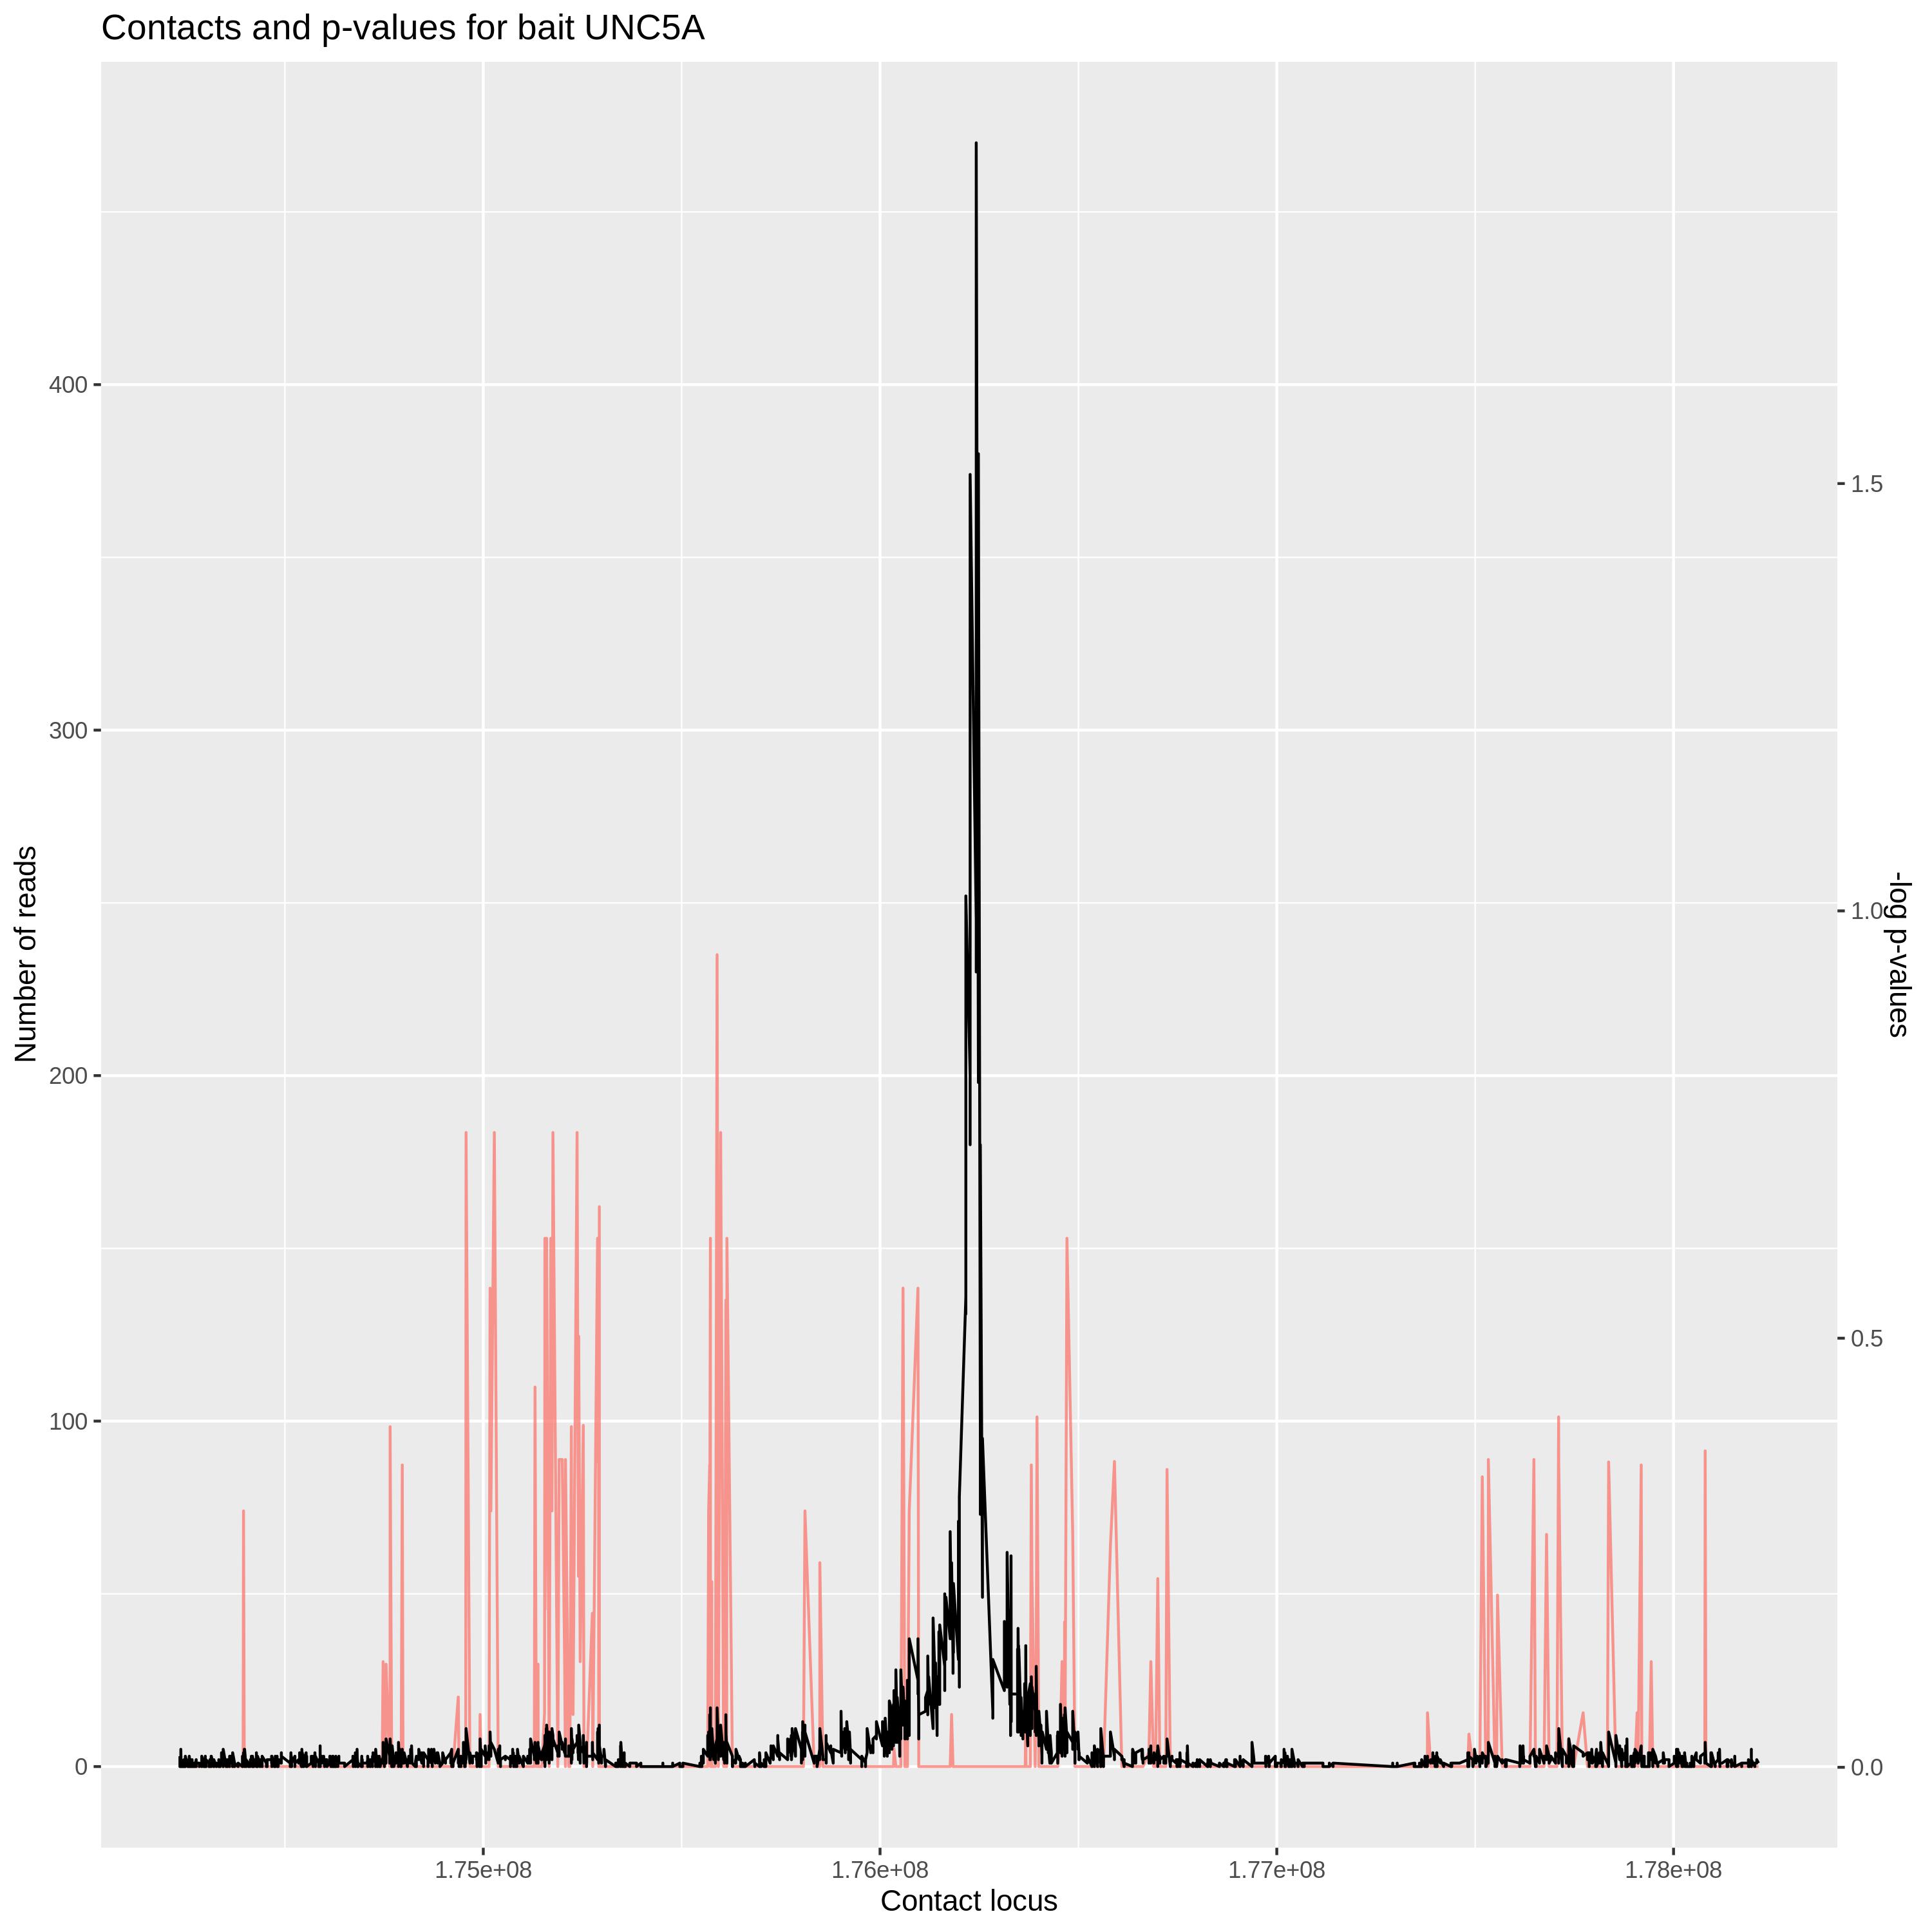 Contacts and p-values for bait UNC5A
Number of reads
400
300
200
100
0
1.5
1.0
0.5
0.0
-log p-values
1.75e+08 1.76e+08 1.77e+08 1.78e+08
Contact locus